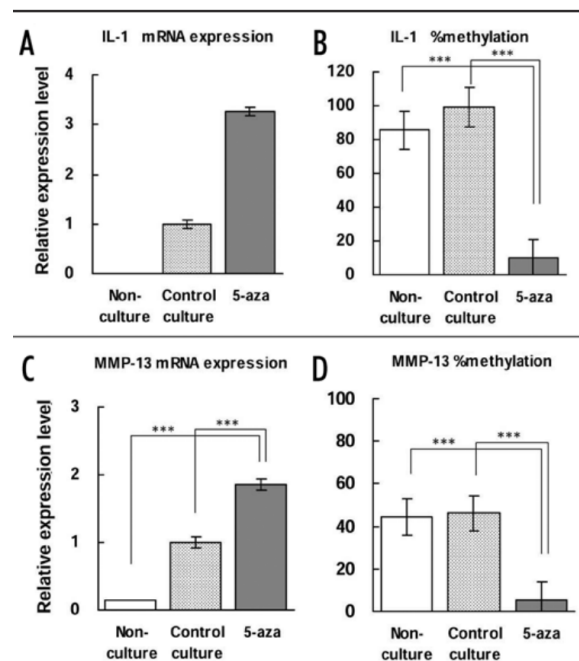 A
IL-1 mRNA expression
Relative expression level
4
3
2
1
0
Non-
culture
Control
culture
5-aza
B
IL-1 %methylation
***
***
120
100
80
60
40
20
0
Non-
culture
Control
culture
5-aza
C
MMP-13 mRNA expression
Relative expression level
***
***
3
2
1
0
Non-
culture
Control
culture
5-aza
D
MMP-13 %methylation
***
***
100
80
60
40
20
0
Non-
culture
Control
culture
5-aza